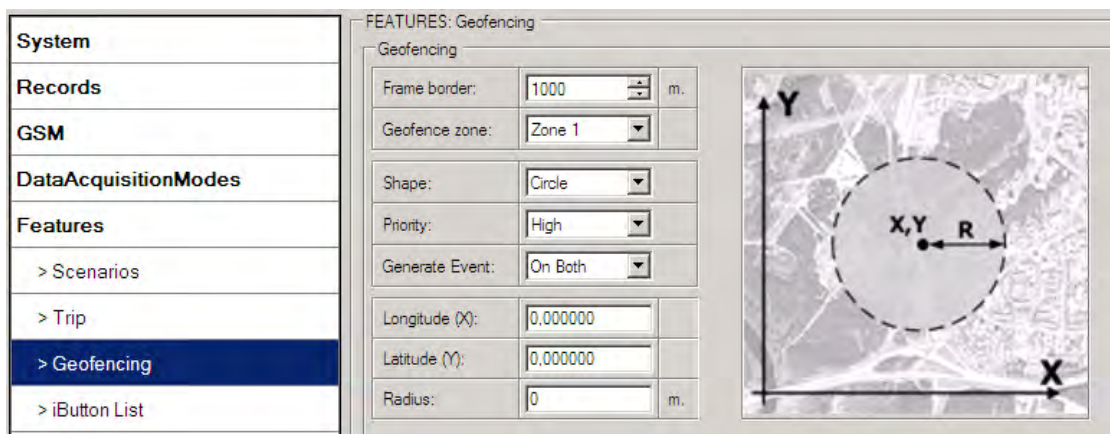 System
Records
GSM
DataAcquisitionModes
Features
> Scenarios
> Trip
> Geofencing
> iButton List
FEATURES: Geofencing
Geofencing
Frame border: 1000 m.
Geofence zone: Zone 1
Shape: Circle
Priority: High
Generate Event: On Both
Longitude (X): 0,000000
Latitude (Y): 0,000000
Radius: 0 m.
Y
X,Y R
X